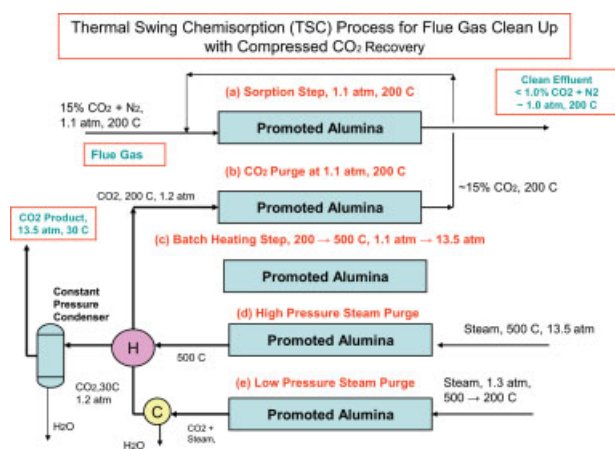 Thermal Swing Chemisorption (TSC) Process for Flue Gas Clean Up
with Compressed CO2 Recovery
(a) Sorption Step, 1.1 atm, 200 C
Clean Effluent
< 1.0% CO2 + N2
~ 1.0 atm, 200 C
15% CO2 + N2,
1.1 atm, 200 C
Promoted Alumina
Flue Gas
(b) CO2 Purge at 1.1 atm, 200 C
CO2, 200 C, 1.2 atm
Promoted Alumina
~15% CO2, 200 C
CO2 Product,
13.5 atm, 30 C
(c) Batch Heating Step, 200 → 500 C, 1.1 atm → 13.5 atm
Promoted Alumina
Constant
Pressure
Condenser
(d) High Pressure Steam Purge
H
Promoted Alumina
Steam, 500 C, 13.5 atm
500 C
CO2,30C
1.2 atm
(e) Low Pressure Steam Purge
Steam, 1.3 atm,
500 → 200 C
C
Promoted Alumina
H2O
H2O
CO2 +
Steam,